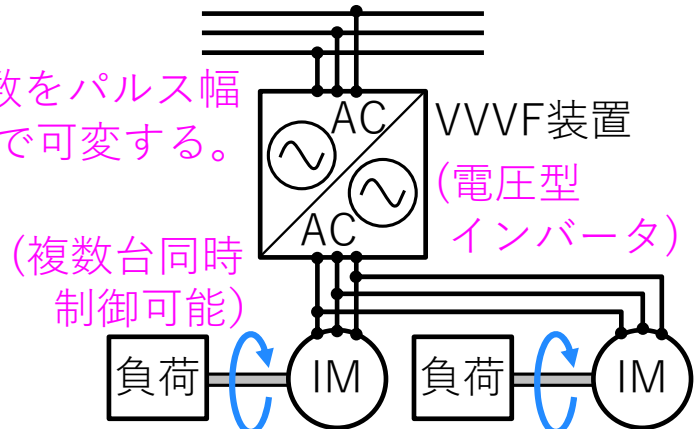 数をパルス幅
で可変する。
AC
AC
VVVF装置
(電圧型
インバータ)
(複数台同時
制御可能)
負荷
IM
負荷
IM